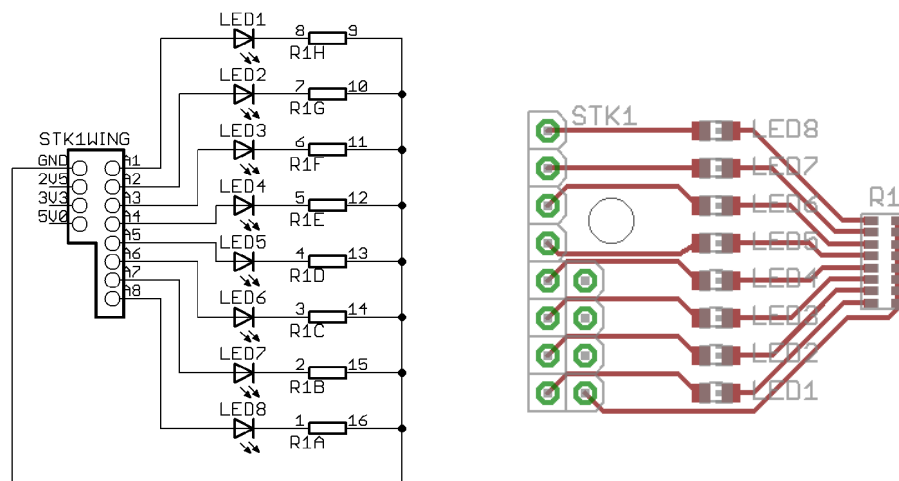 LED1
8 9
R1H
LED2
7 10
R1G
LED3
6 11
R1F
LED4
5 12
R1E
LED5
4 13
R1D
LED6
3 14
R1C
LED7
2 15
R1B
LED8
1 16
R1A
STK1WING
GND A1
2V5 A2
3V3 A3
5V0 A4
A5
A6
A7
A8
STK1
LED8
LED7
LED6
LED5
LED4
LED3
LED2
LED1
R1